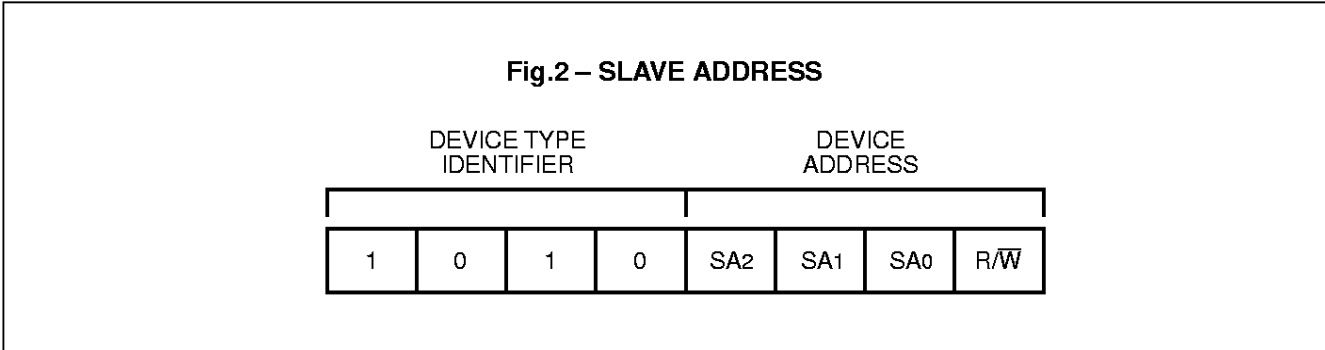 Fig.2 – SLAVE ADDRESS
DEVICE TYPE
IDENTIFIER
DEVICE
ADDRESS
1 0 1 0 SA2 SA1 SA0 R/W̅